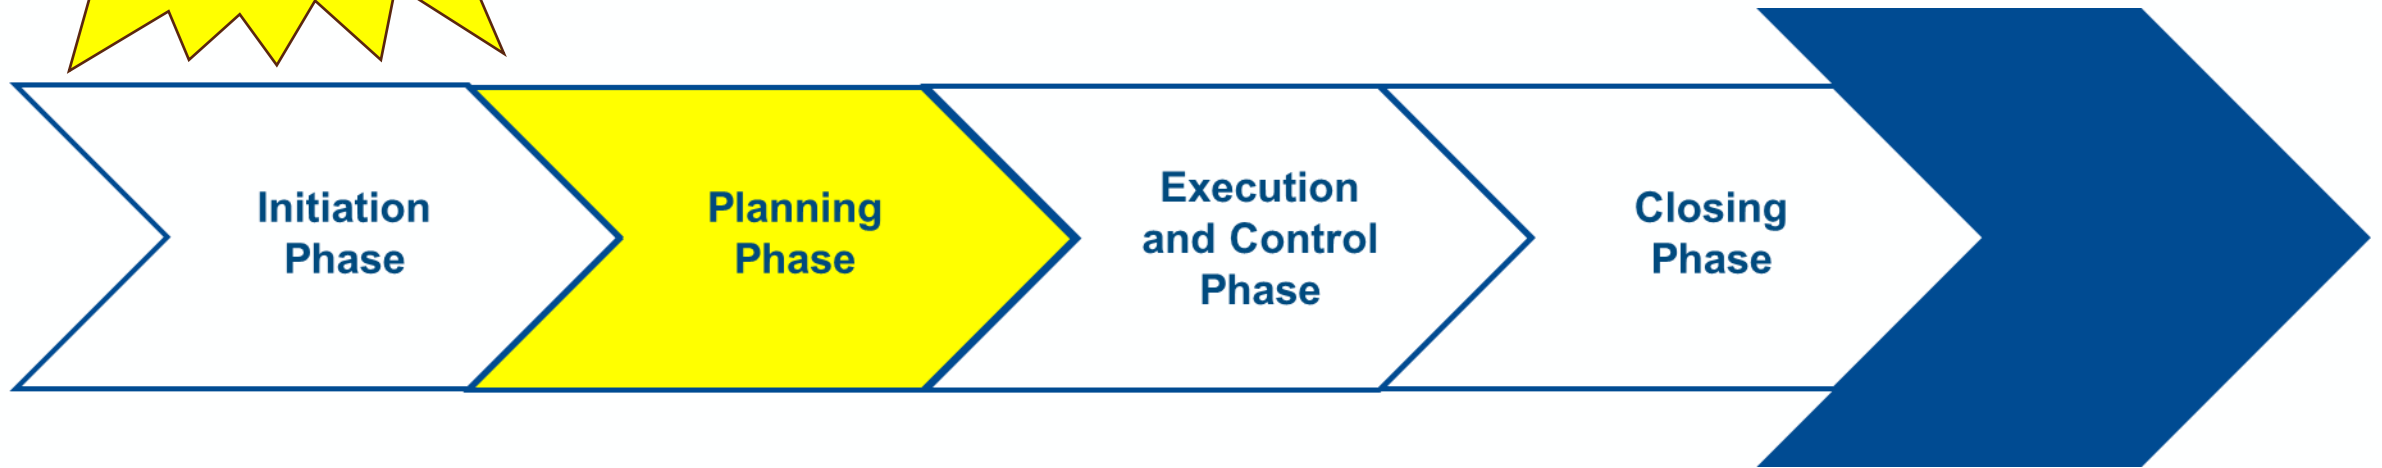 Initiation
Phase
Planning
Phase
Execution
and Control
Phase
Closing
Phase